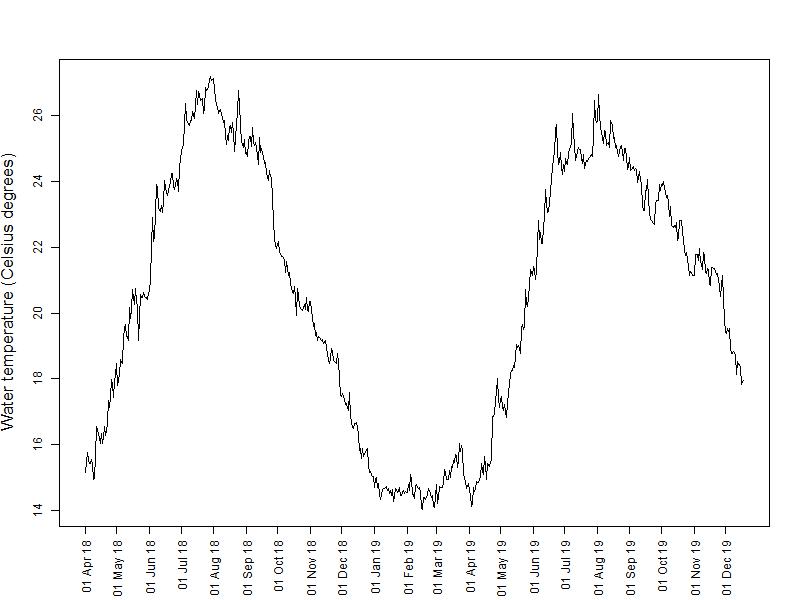 Water temperature (Celsius degrees)
26
24
22
20
18
16
14
01 Apr 18
01 May 18
01 Jun 18
01 Jul 18
01 Aug 18
01 Sep 18
01 Oct 18
01 Nov 18
01 Dec 18
01 Jan 19
01 Feb 19
01 Mar 19
01 Apr 19
01 May 19
01 Jun 19
01 Jul 19
01 Aug 19
01 Sep 19
01 Oct 19
01 Nov 19
01 Dec 19